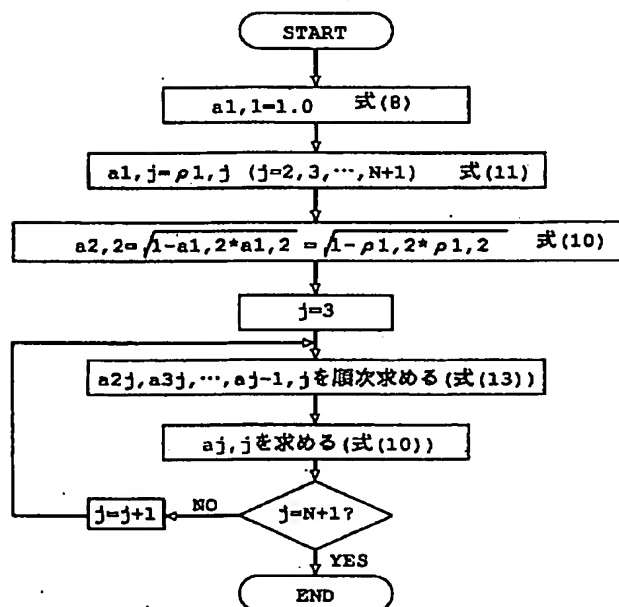 START
a1,1=1.0 式(8)
a1,j=ρ1,j (j=2,3,…,N+1) 式(11)
a2,2=√1-a1,2*a1,2 = √1-ρ1,2*ρ1,2 式(10)
j=3
a2j,a3j,…,aj-1,jを順次求める(式(13))
aj,jを求める(式(10))
j=j+1
NO
j=N+1?
YES
END